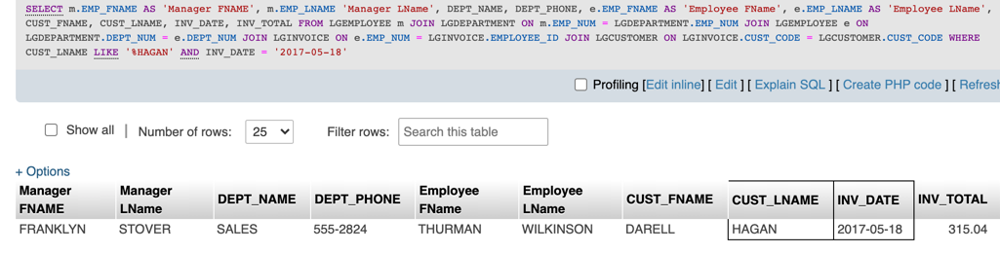 SELECT m.EMP_FNAME AS 'Manager FNAME', m.EMP_LNAME 'Manager LName', DEPT_NAME, DEPT_PHONE, e.EMP_FNAME AS 'Employee FName', e.EMP_LNAME AS 'Employee LName',
CUST_FNAME, CUST_LNAME, INV_DATE, INV_TOTAL FROM LGEMPLOYEE m JOIN LGDEPARTMENT ON m.EMP_NUM = LGDEPARTMENT.EMP_NUM JOIN LGEMPLOYEE e ON
LGDEPARTMENT.DEPT_NUM = e.DEPT_NUM JOIN LGINVOICE ON e.EMP_NUM = LGINVOICE.EMPLOYEE_ID JOIN LGCUSTOMER ON LGINVOICE.CUST_CODE = LGCUSTOMER.CUST_CODE WHERE
CUST_LNAME LIKE '%HAGAN' AND INV_DATE = '2017-05-18'
Profiling [Edit inline] [ Edit ] [ Explain SQL ] [ Create PHP code ] [ Refresh
Show all | Number of rows: 25 Filter rows: Search this table
+ Options
Manager FNAME Manager LName DEPT_NAME DEPT_PHONE Employee FName Employee LName CUST_FNAME CUST_LNAME INV_DATE INV_TOTAL
FRANKLYN STOVER SALES 555-2824 THURMAN WILKINSON DARELL HAGAN 2017-05-18 315.04